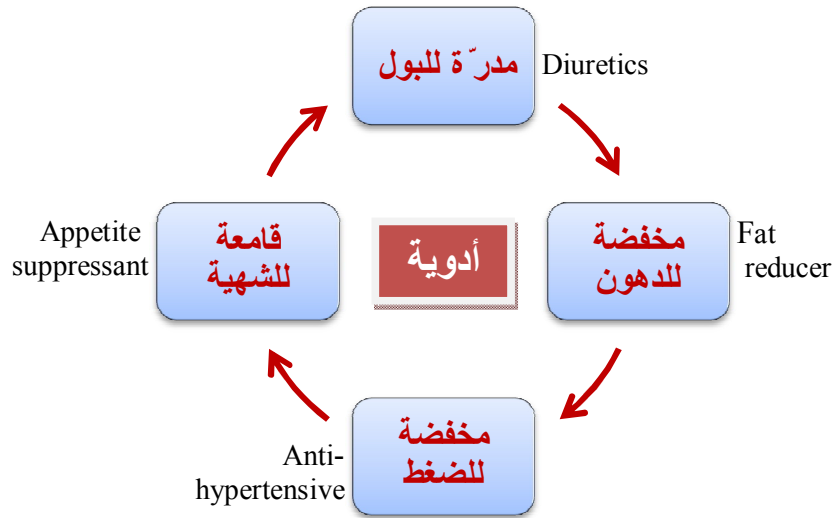 مدرّة للبول
Diuretics
قامعة
للشهية
Appetite
suppressant
أدوية
مخفضة
للدهون
Fat
reducer
مخفضة
للضغط
Anti-
hypertensive